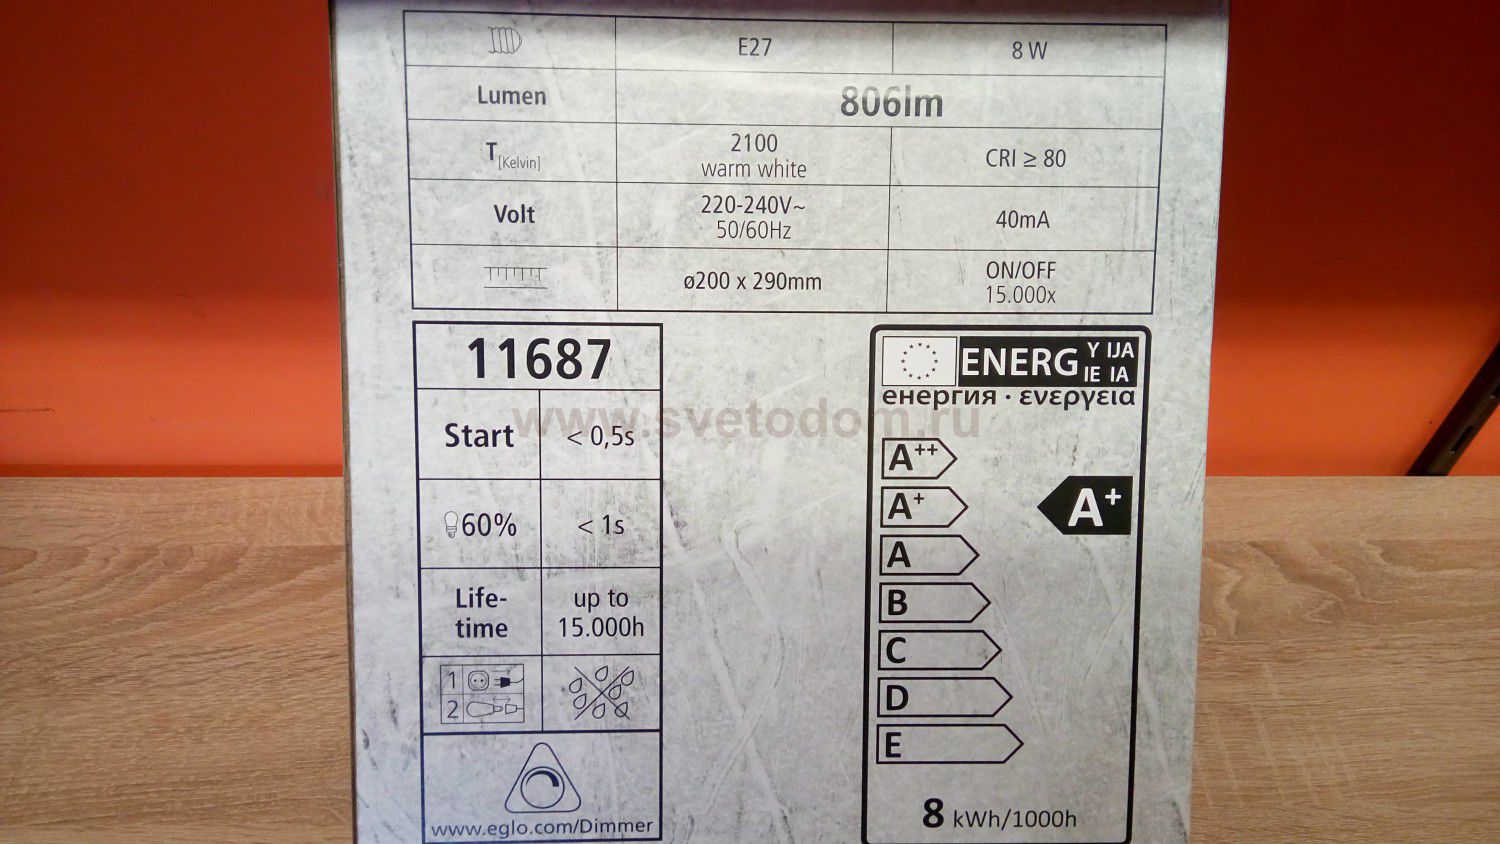 E27 8 W
Lumen 806lm
T[Kelvin] 2100 warm white CRI ≥ 80
Volt 220-240V~ 50/60Hz 40mA
ø200 x 290mm ON/OFF 15.000x
11687
Start < 0,5s
60% < 1s
Life-time up to 15.000h
1
2
www.eglo.com/Dimmer
ENERG Y IJA IE IA
енергия · ενεργεια
A++
A+ A+
A
B
C
D
E
8 kWh/1000h
www.svetodom.ru